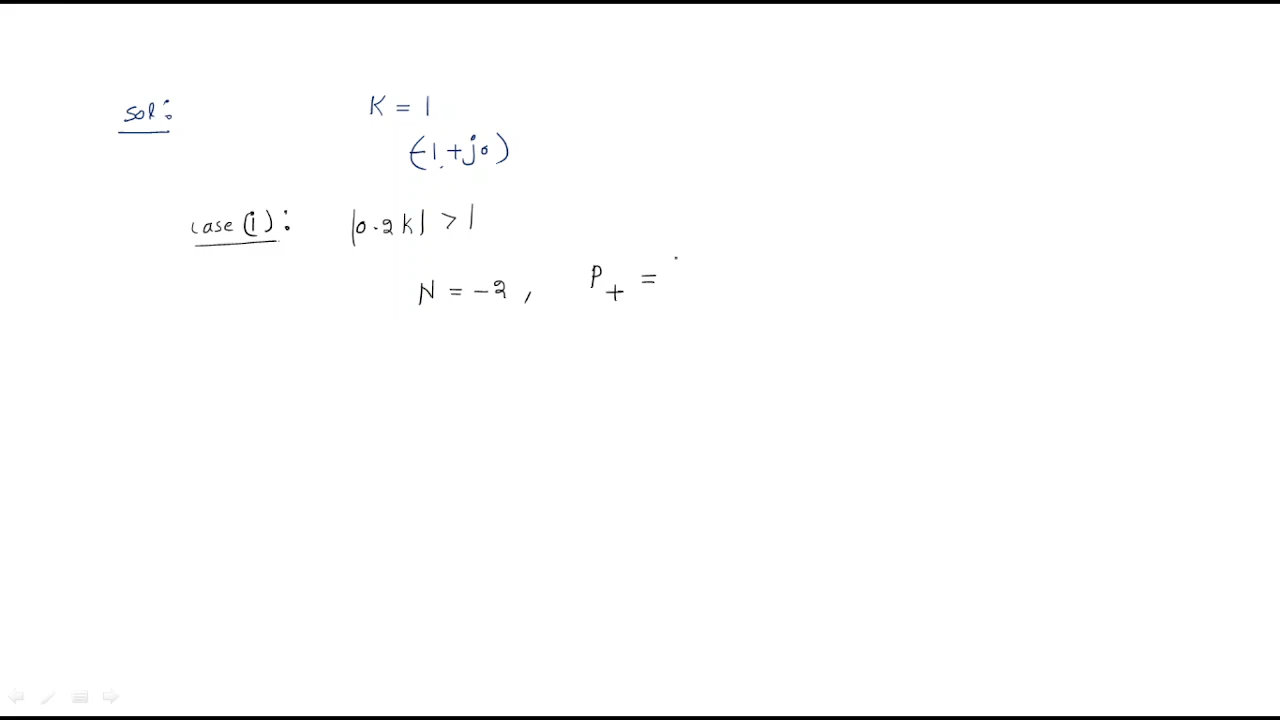 Sol:
K = 1
(-1 + j0)
case (i): |0.2K| > 1
N = -2, P+ =